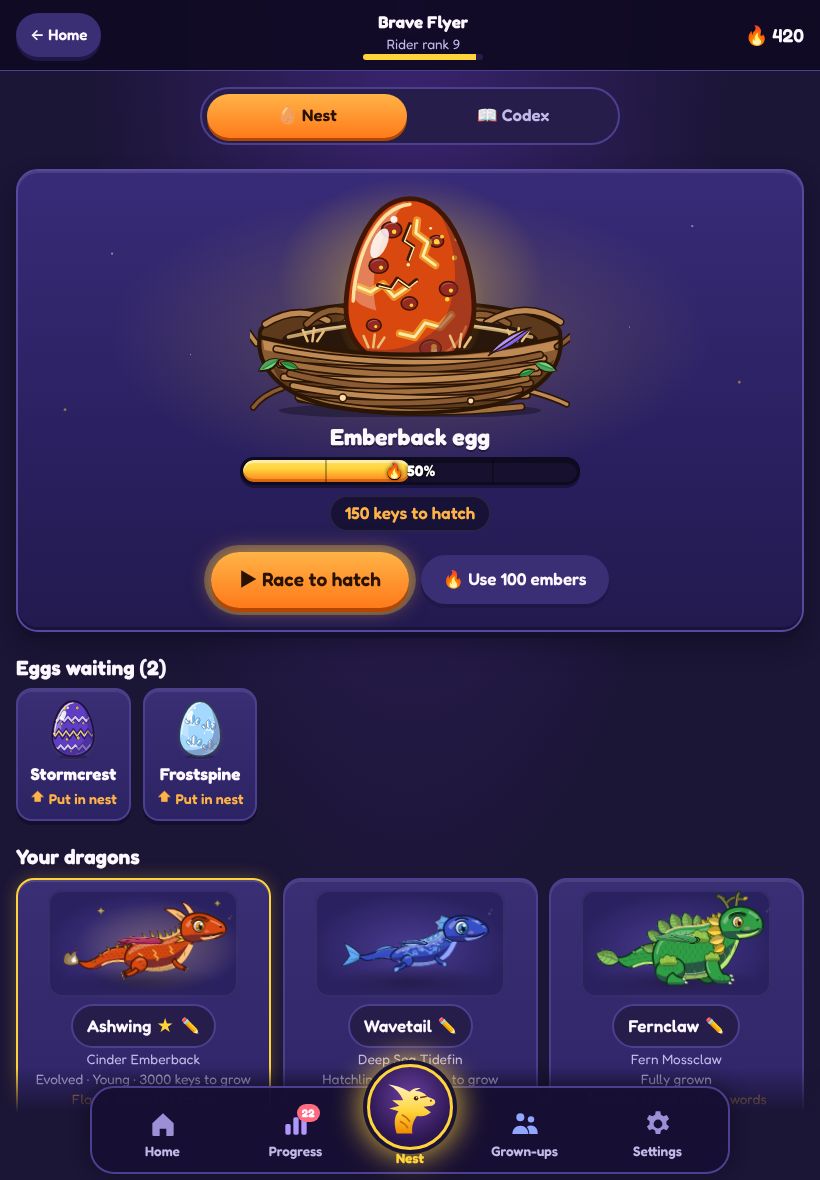 ← Home
Brave Flyer
Rider rank 9
🔥 420
🥚 Nest
📖 Codex
Emberback egg
🔥 50%
150 keys to hatch
▶ Race to hatch
🔥 Use 100 embers
Eggs waiting (2)
Stormcrest
Frostspine
⬆ Put in nest
⬆ Put in nest
Your dragons
Ashwing ★ ✏️
Wavetail ✏️
Fernclaw ✏️
Cinder Emberback
Deep Sea Tidefin
Fern Mossclaw
Evolved · Young · 3000 keys to grow
to grow
Fully grown
words
22
Home
Progress
Nest
Grown-ups
Settings